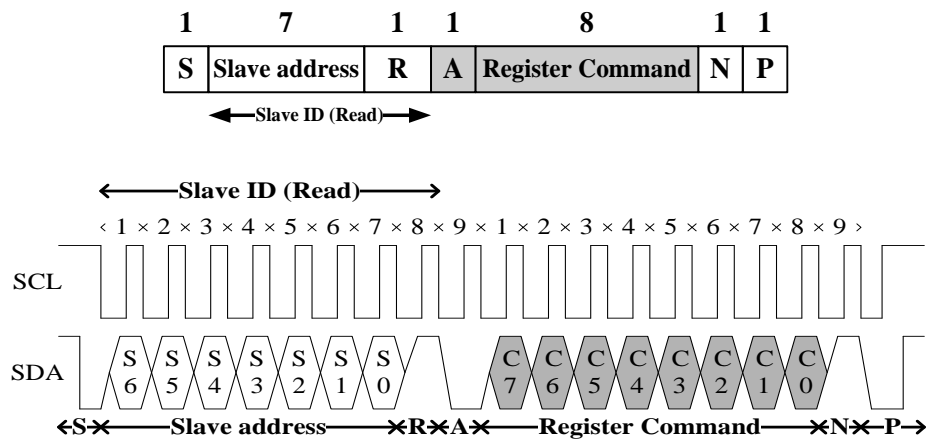 1 7 1 1 8 1 1
S Slave address R A Register Command N P
Slave ID (Read)
Slave ID (Read)
1 × 2 × 3 × 4 × 5 × 6 × 7 × 8 × 9 × 1 × 2 × 3 × 4 × 5 × 6 × 7 × 8 × 9 ×
SCL
SDA
S S S S S S S C C C C C C C C
6 5 4 3 2 1 0 7 6 5 4 3 2 1 0
S Slave address R A Register Command N P